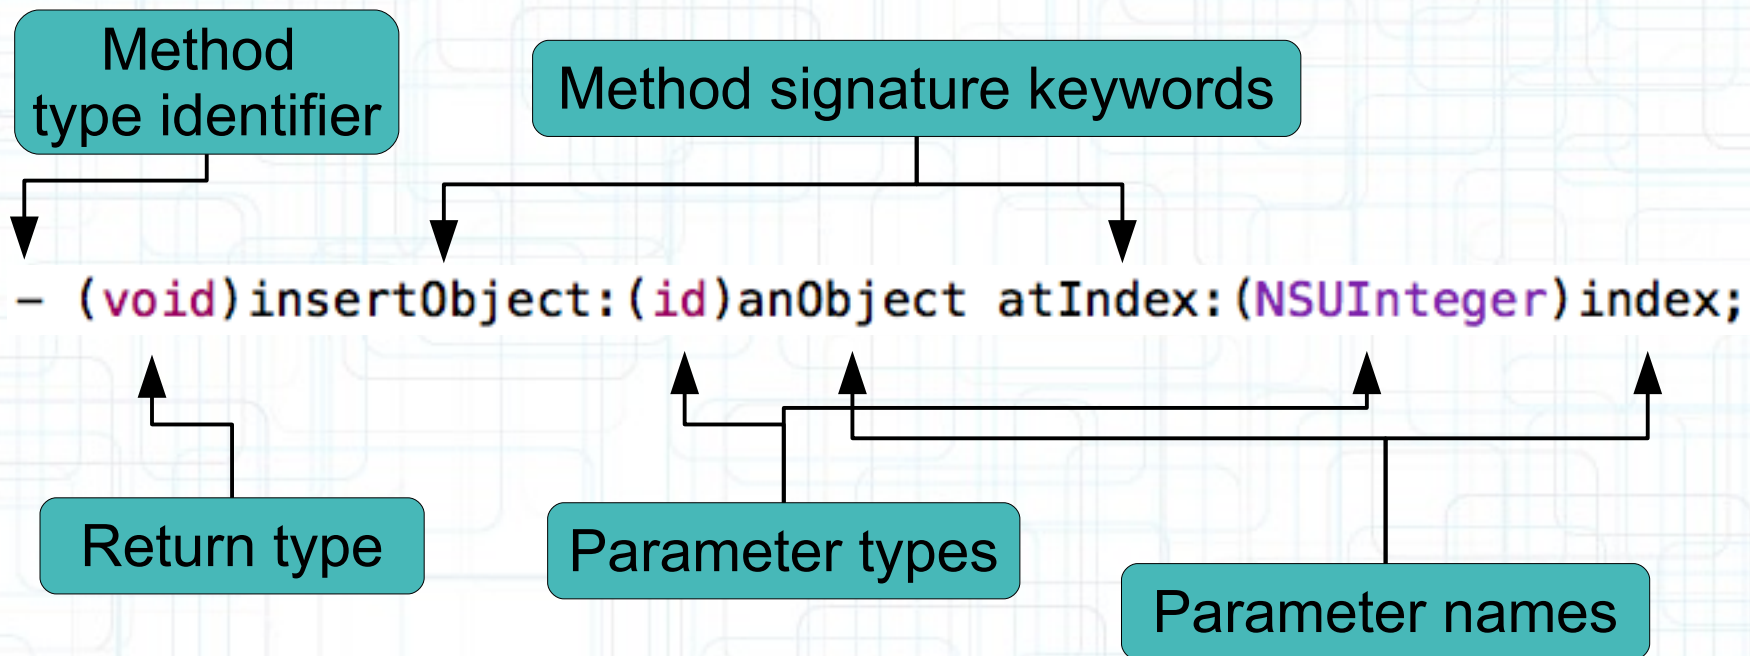 Method
type identifier
Method signature keywords
- (void)insertObject:(id)anObject atIndex:(NSUInteger)index;
Return type
Parameter types
Parameter names